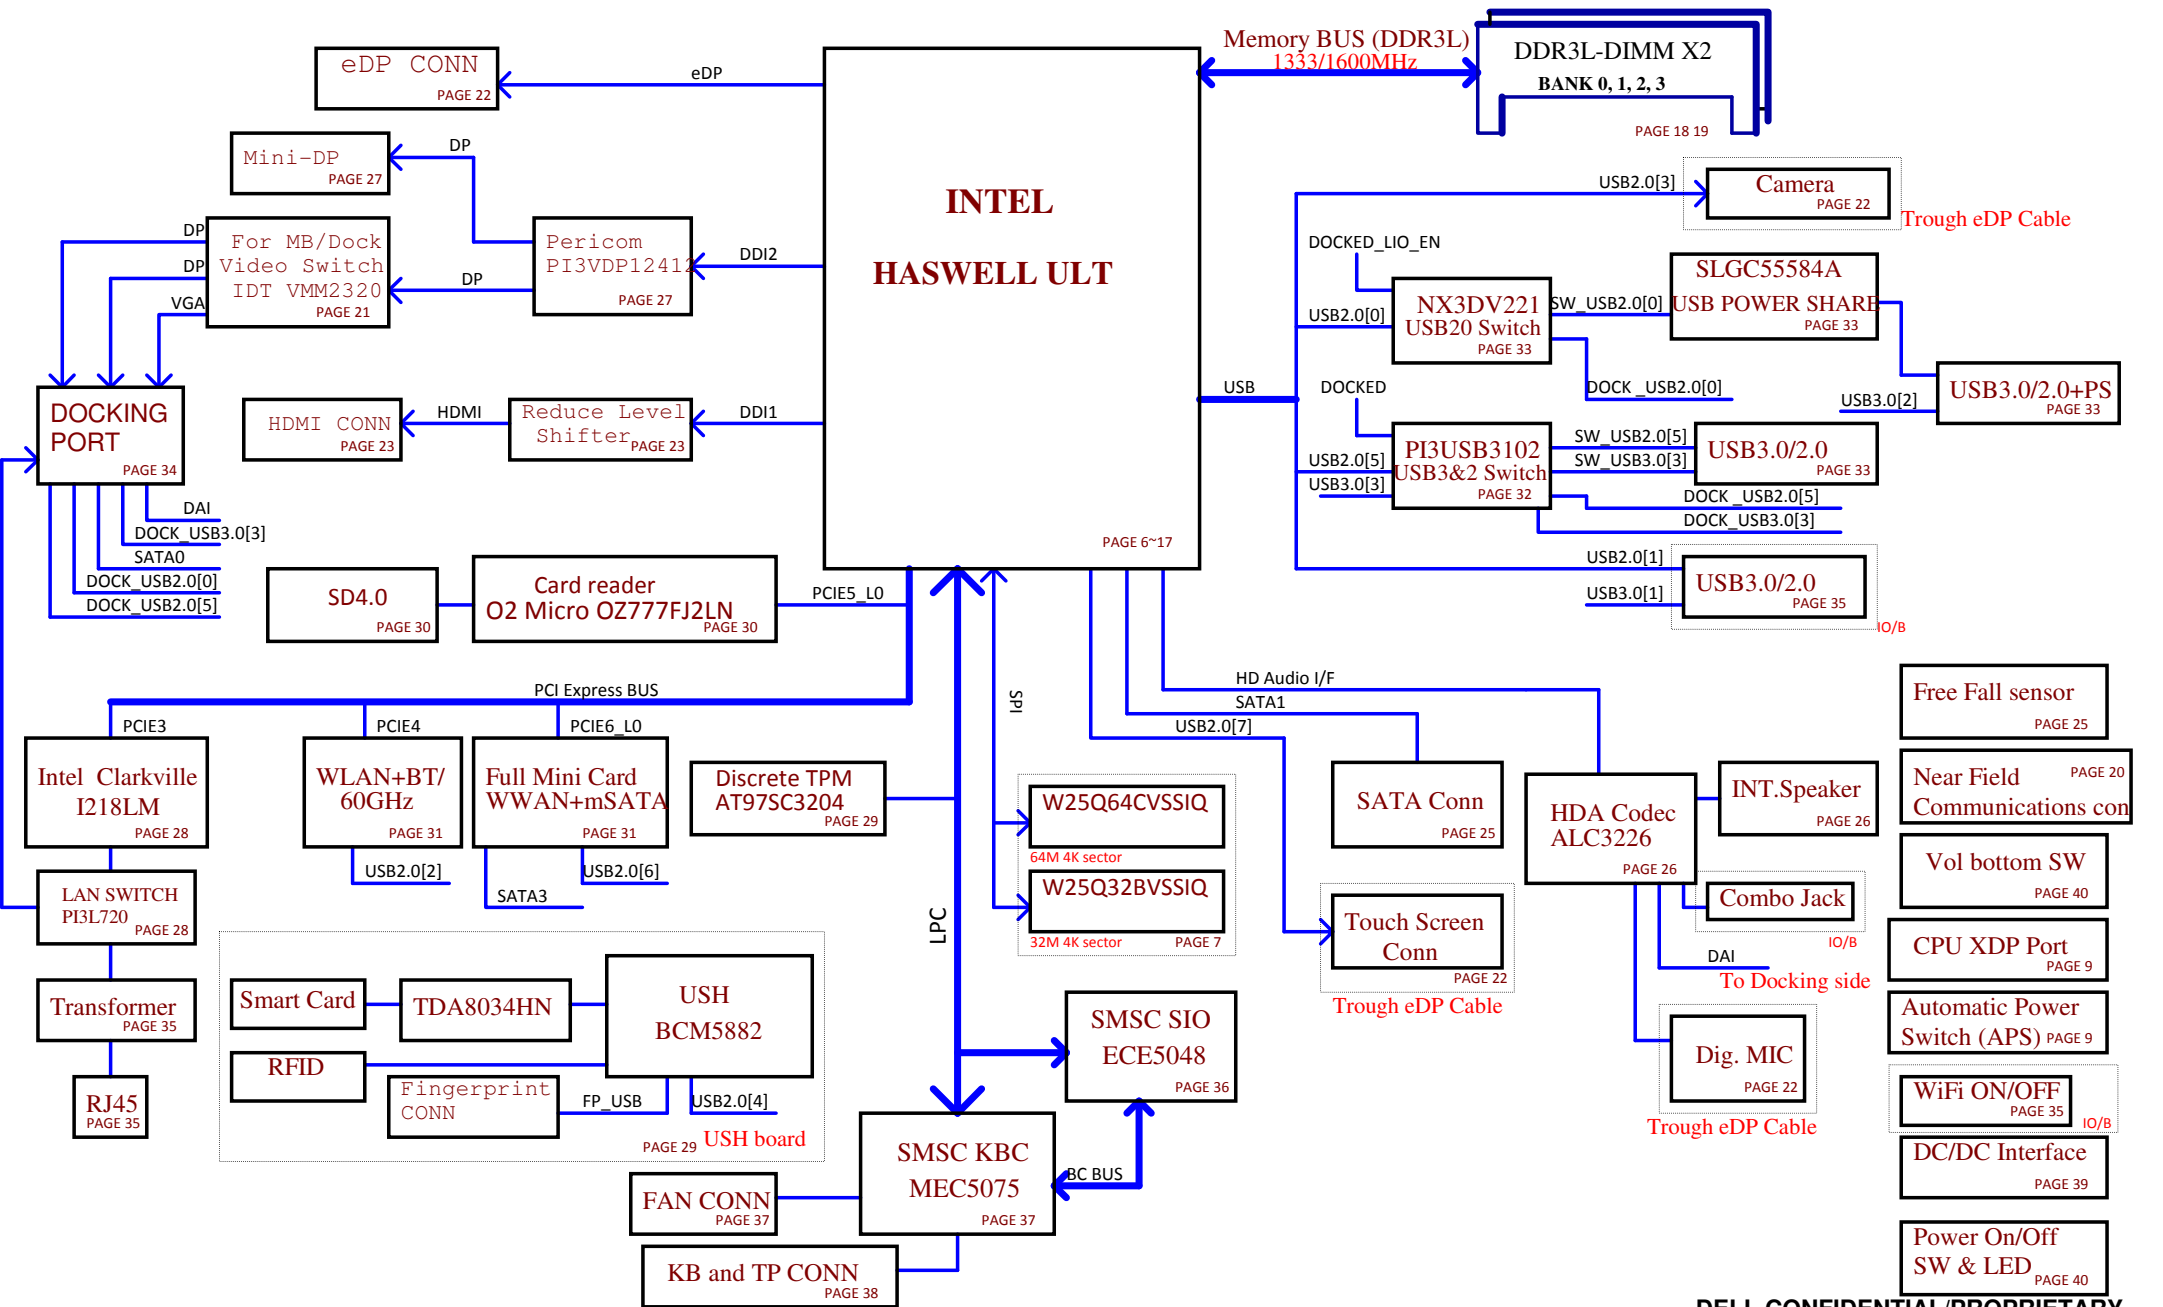 eDP CONN
PAGE 22
eDP
Memory BUS (DDR3L)
1333/1600MHz
DDR3L-DIMM X2
BANK 0, 1, 2, 3
PAGE 18 19
Mini-DP
PAGE 27
DP
INTEL
HASWELL ULT
PAGE 6~17
USB2.0[3]
Camera
PAGE 22
Trough eDP Cable
DP
DP
VGA
For MB/Dock
Video Switch
IDT VMM2320
PAGE 21
DP
Pericom
PI3VDP12412
PAGE 27
DDI2
DOCKED_LIO_EN
USB2.0[0]
NX3DV221
USB20 Switch
PAGE 33
SW_USB2.0[0]
SLGC55584A
USB POWER SHARE
PAGE 33
DOCK _USB2.0[0]
USB3.0[2]
USB3.0/2.0+PS
PAGE 33
USB
DOCKED
DOCKING
PORT
PAGE 34
HDMI CONN
PAGE 23
HDMI
Reduce Level
Shifter
PAGE 23
DDI1
USB2.0[5]
USB3.0[3]
PI3USB3102
USB3&2 Switch
PAGE 32
SW_USB2.0[5]
SW_USB3.0[3]
USB3.0/2.0
PAGE 33
DOCK _USB2.0[5]
DOCK_USB3.0[3]
DAI
DOCK_USB3.0[3]
SATA0
DOCK_USB2.0[0]
DOCK_USB2.0[5]
SD4.0
PAGE 30
Card reader
O2 Micro OZ777FJ2LN
PAGE 30
PCIE5_L0
USB2.0[1]
USB3.0[1]
USB3.0/2.0
PAGE 35
IO/B
PCI Express BUS
PCIE3
PCIE4
PCIE6_L0
SPI
HD Audio I/F
SATA1
USB2.0[7]
Free Fall sensor
PAGE 25
Intel Clarkville
I218LM
PAGE 28
WLAN+BT/
60GHz
PAGE 31
USB2.0[2]
Full Mini Card
WWAN+mSATA
PAGE 31
USB2.0[6]
SATA3
Discrete TPM
AT97SC3204
PAGE 29
W25Q64CVSSIQ
64M 4K sector
W25Q32BVSSIQ
32M 4K sector
PAGE 7
SATA Conn
PAGE 25
HDA Codec
ALC3226
PAGE 26
INT.Speaker
PAGE 26
Near Field
Communications con
PAGE 20
Vol bottom SW
PAGE 40
LAN SWITCH
PI3L720
PAGE 28
LPC
Touch Screen
Conn
PAGE 22
Trough eDP Cable
Combo Jack
IO/B
DAI
To Docking side
CPU XDP Port
PAGE 9
Transformer
PAGE 35
Smart Card
TDA8034HN
USH
BCM5882
RFID
Fingerprint
CONN
FP_USB
USB2.0[4]
PAGE 29
USH board
SMSC SIO
ECE5048
PAGE 36
Dig. MIC
PAGE 22
Trough eDP Cable
Automatic Power
Switch (APS)
PAGE 9
RJ45
PAGE 35
WiFi ON/OFF
PAGE 35
IO/B
SMSC KBC
MEC5075
PAGE 37
BC BUS
DC/DC Interface
PAGE 39
FAN CONN
PAGE 37
KB and TP CONN
PAGE 38
Power On/Off
SW & LED
PAGE 40
DELL CONFIDENTIAL/PROPRIETARY